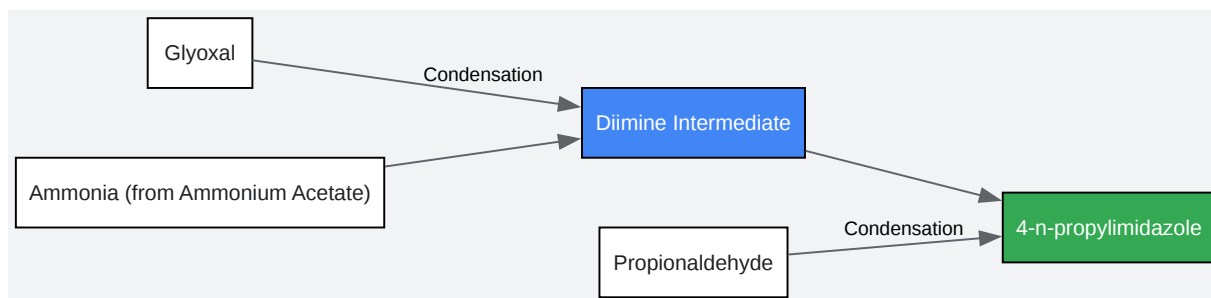 Glyoxal
Condensation
Diimine Intermediate
Ammonia (from Ammonium Acetate)
4-n-propylimidazole
Condensation
Propionaldehyde